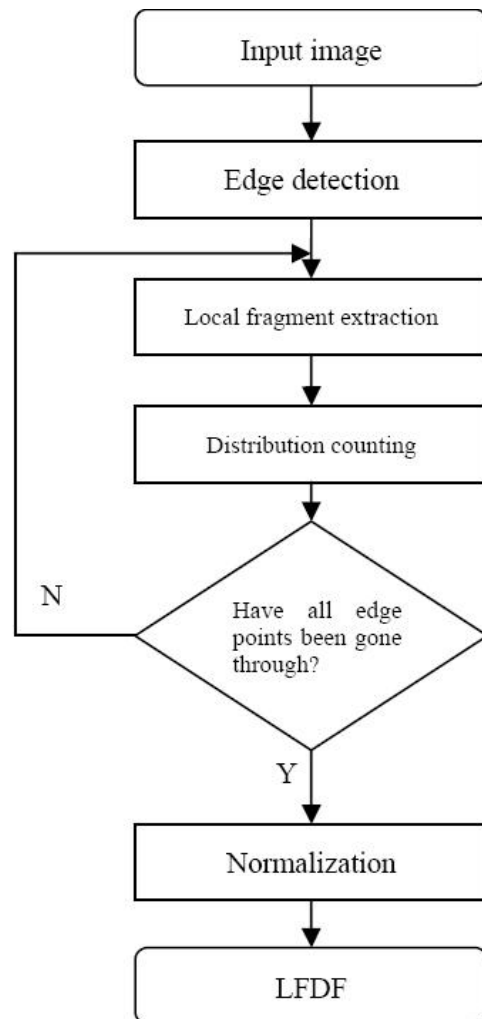 Input image
Edge detection
Local fragment extraction
Distribution counting
Have all edge
points been gone
through?
N
Y
Normalization
LFDF